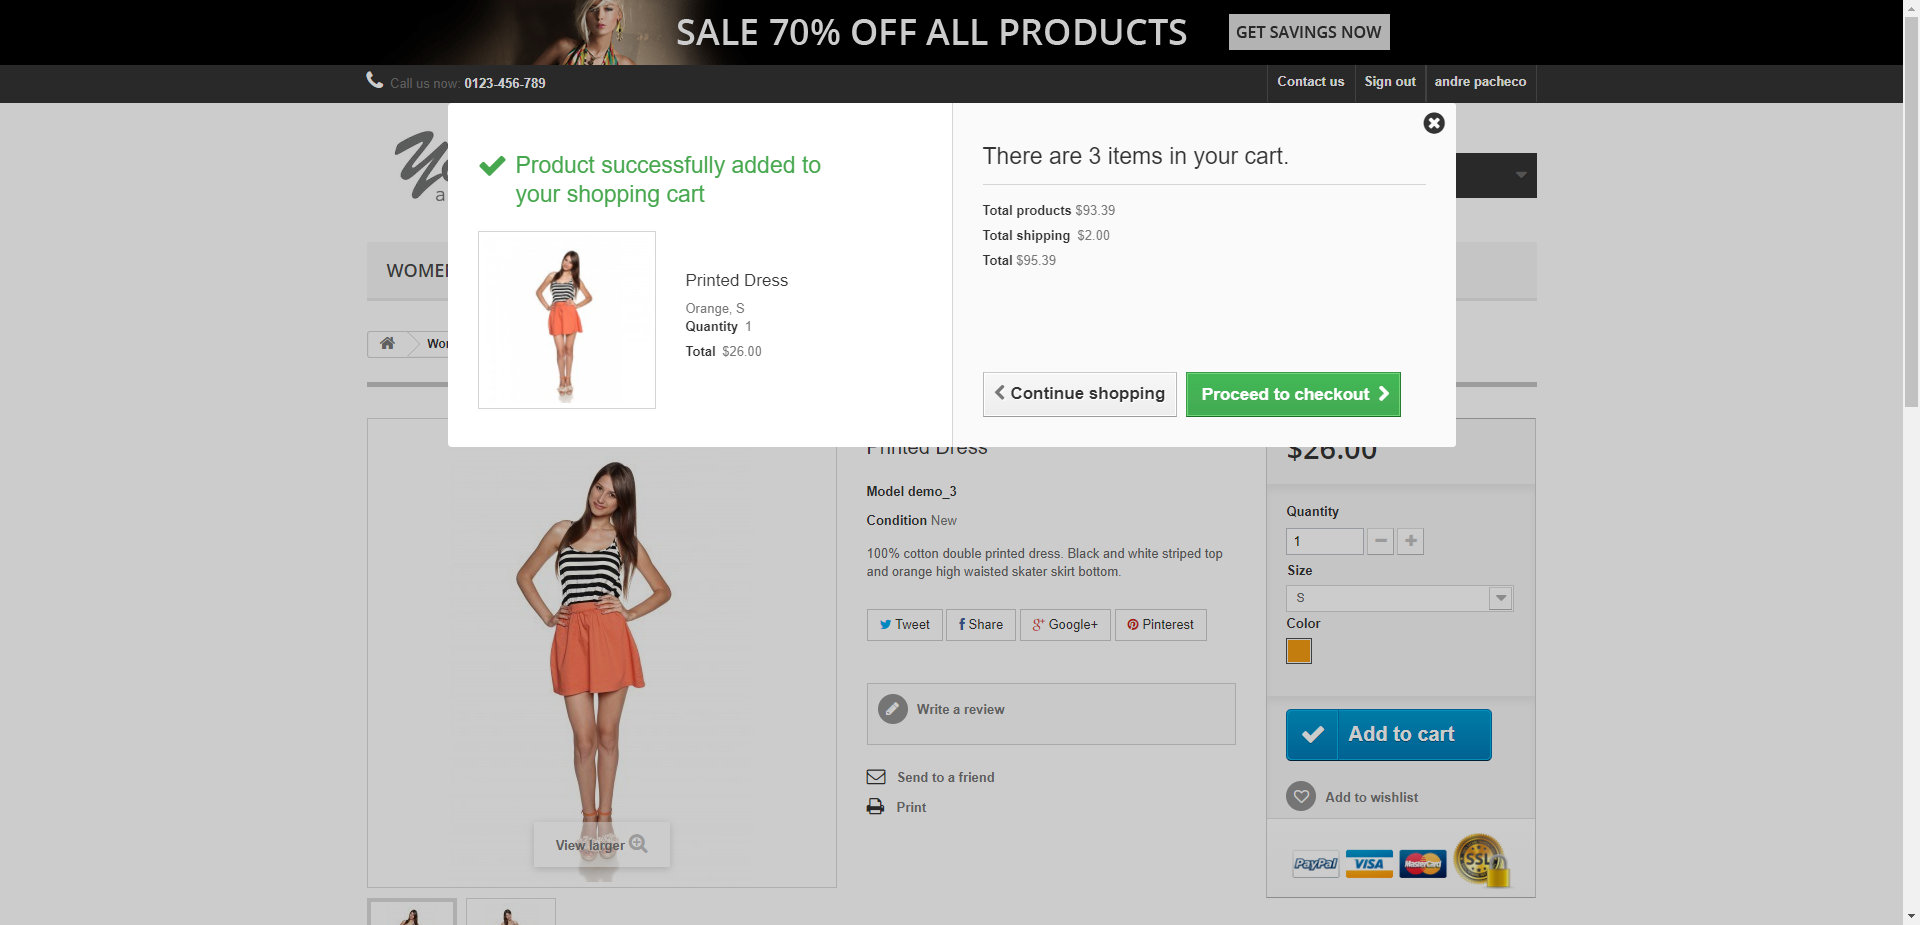 SALE 70% OFF ALL PRODUCTS
GET SAVINGS NOW
Call us now: 0123-456-789
Contact us
Sign out
andre pacheco
Product successfully added to
your shopping cart
Printed Dress
Orange, S
Quantity 1
Total $26.00
There are 3 items in your cart.
Total products $93.39
Total shipping $2.00
Total $95.39
Continue shopping
Proceed to checkout
Printed Dress
Model demo_3
Condition New
100% cotton double printed dress. Black and white striped top
and orange high waisted skater skirt bottom.
Tweet
Share
Google+
Pinterest
Write a review
Send to a friend
Print
View larger
$26.00
Quantity
1
Size
S
Color
Add to cart
Add to wishlist
PayPal
VISA
MasterCard
SSL